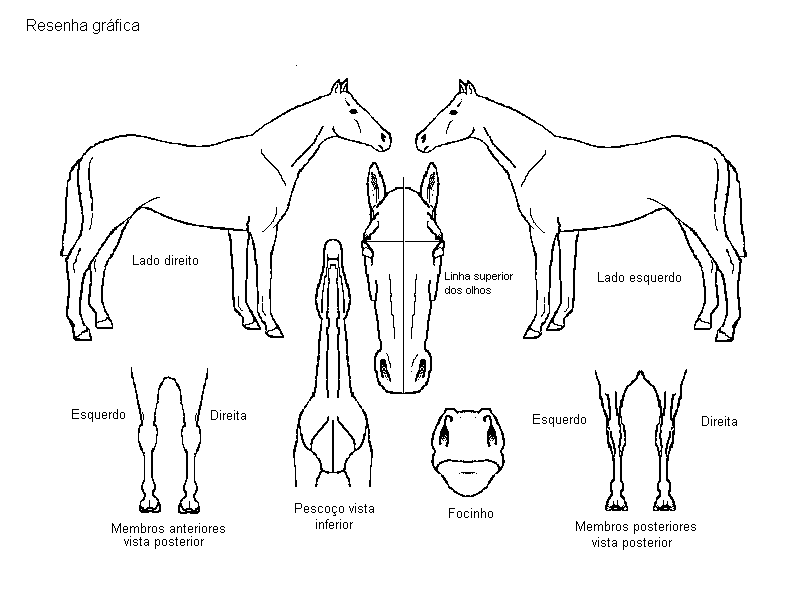 Resenha gráfica
Lado direito
Linha superior
dos olhos
Lado esquerdo
Esquerdo
Direita
Esquerdo
Direita
Pescoço vista
inferior
Focinho
Membros anteriores
vista posterior
Membros posteriores
vista posterior